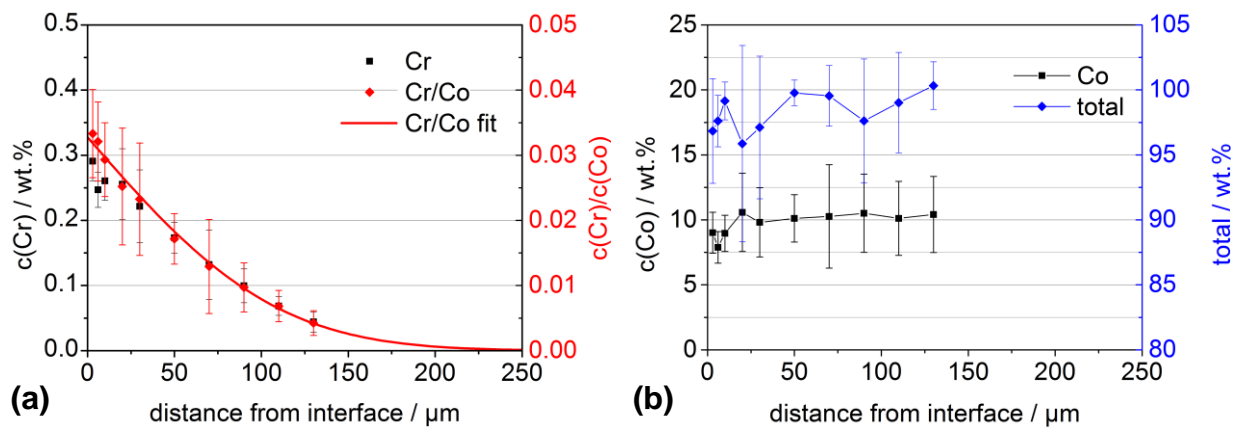 0.5
0.4
0.3
0.2
0.1
0.0
c(Cr) / wt.%
0.05
0.04
0.03
0.02
0.01
0.00
c(Cr)/c(Co)
Cr
Cr/Co
Cr/Co fit
0 50 100 150 200 250
distance from interface / µm
(a)
25
20
15
10
5
0
c(Co) / wt.%
105
100
95
90
85
80
total / wt.%
Co
total
0 50 100 150 200 250
distance from interface / µm
(b)